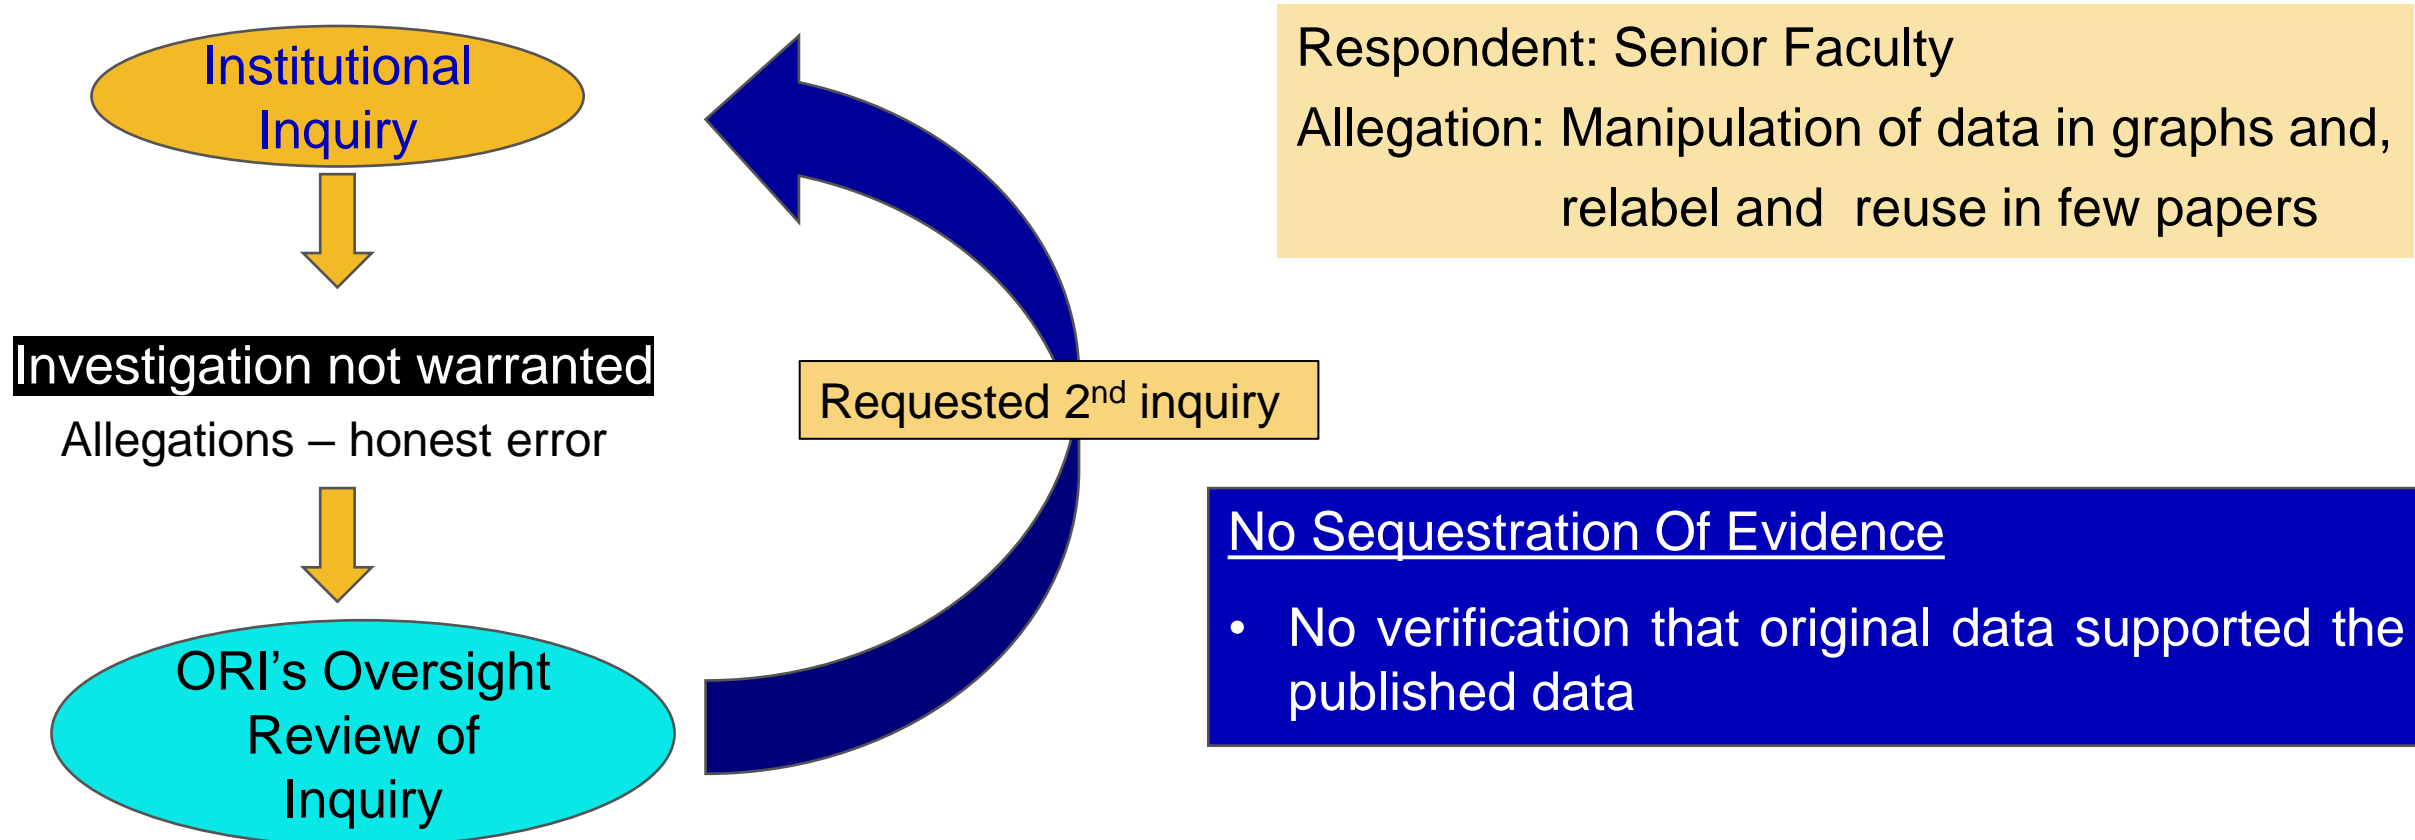 Institutional
Inquiry
Investigation not warranted
Allegations – honest error
ORI’s Oversight
Review of
Inquiry
Requested 2nd inquiry
Respondent: Senior Faculty
Allegation: Manipulation of data in graphs and,
relabel and reuse in few papers
No Sequestration Of Evidence
• No verification that original data supported the
published data